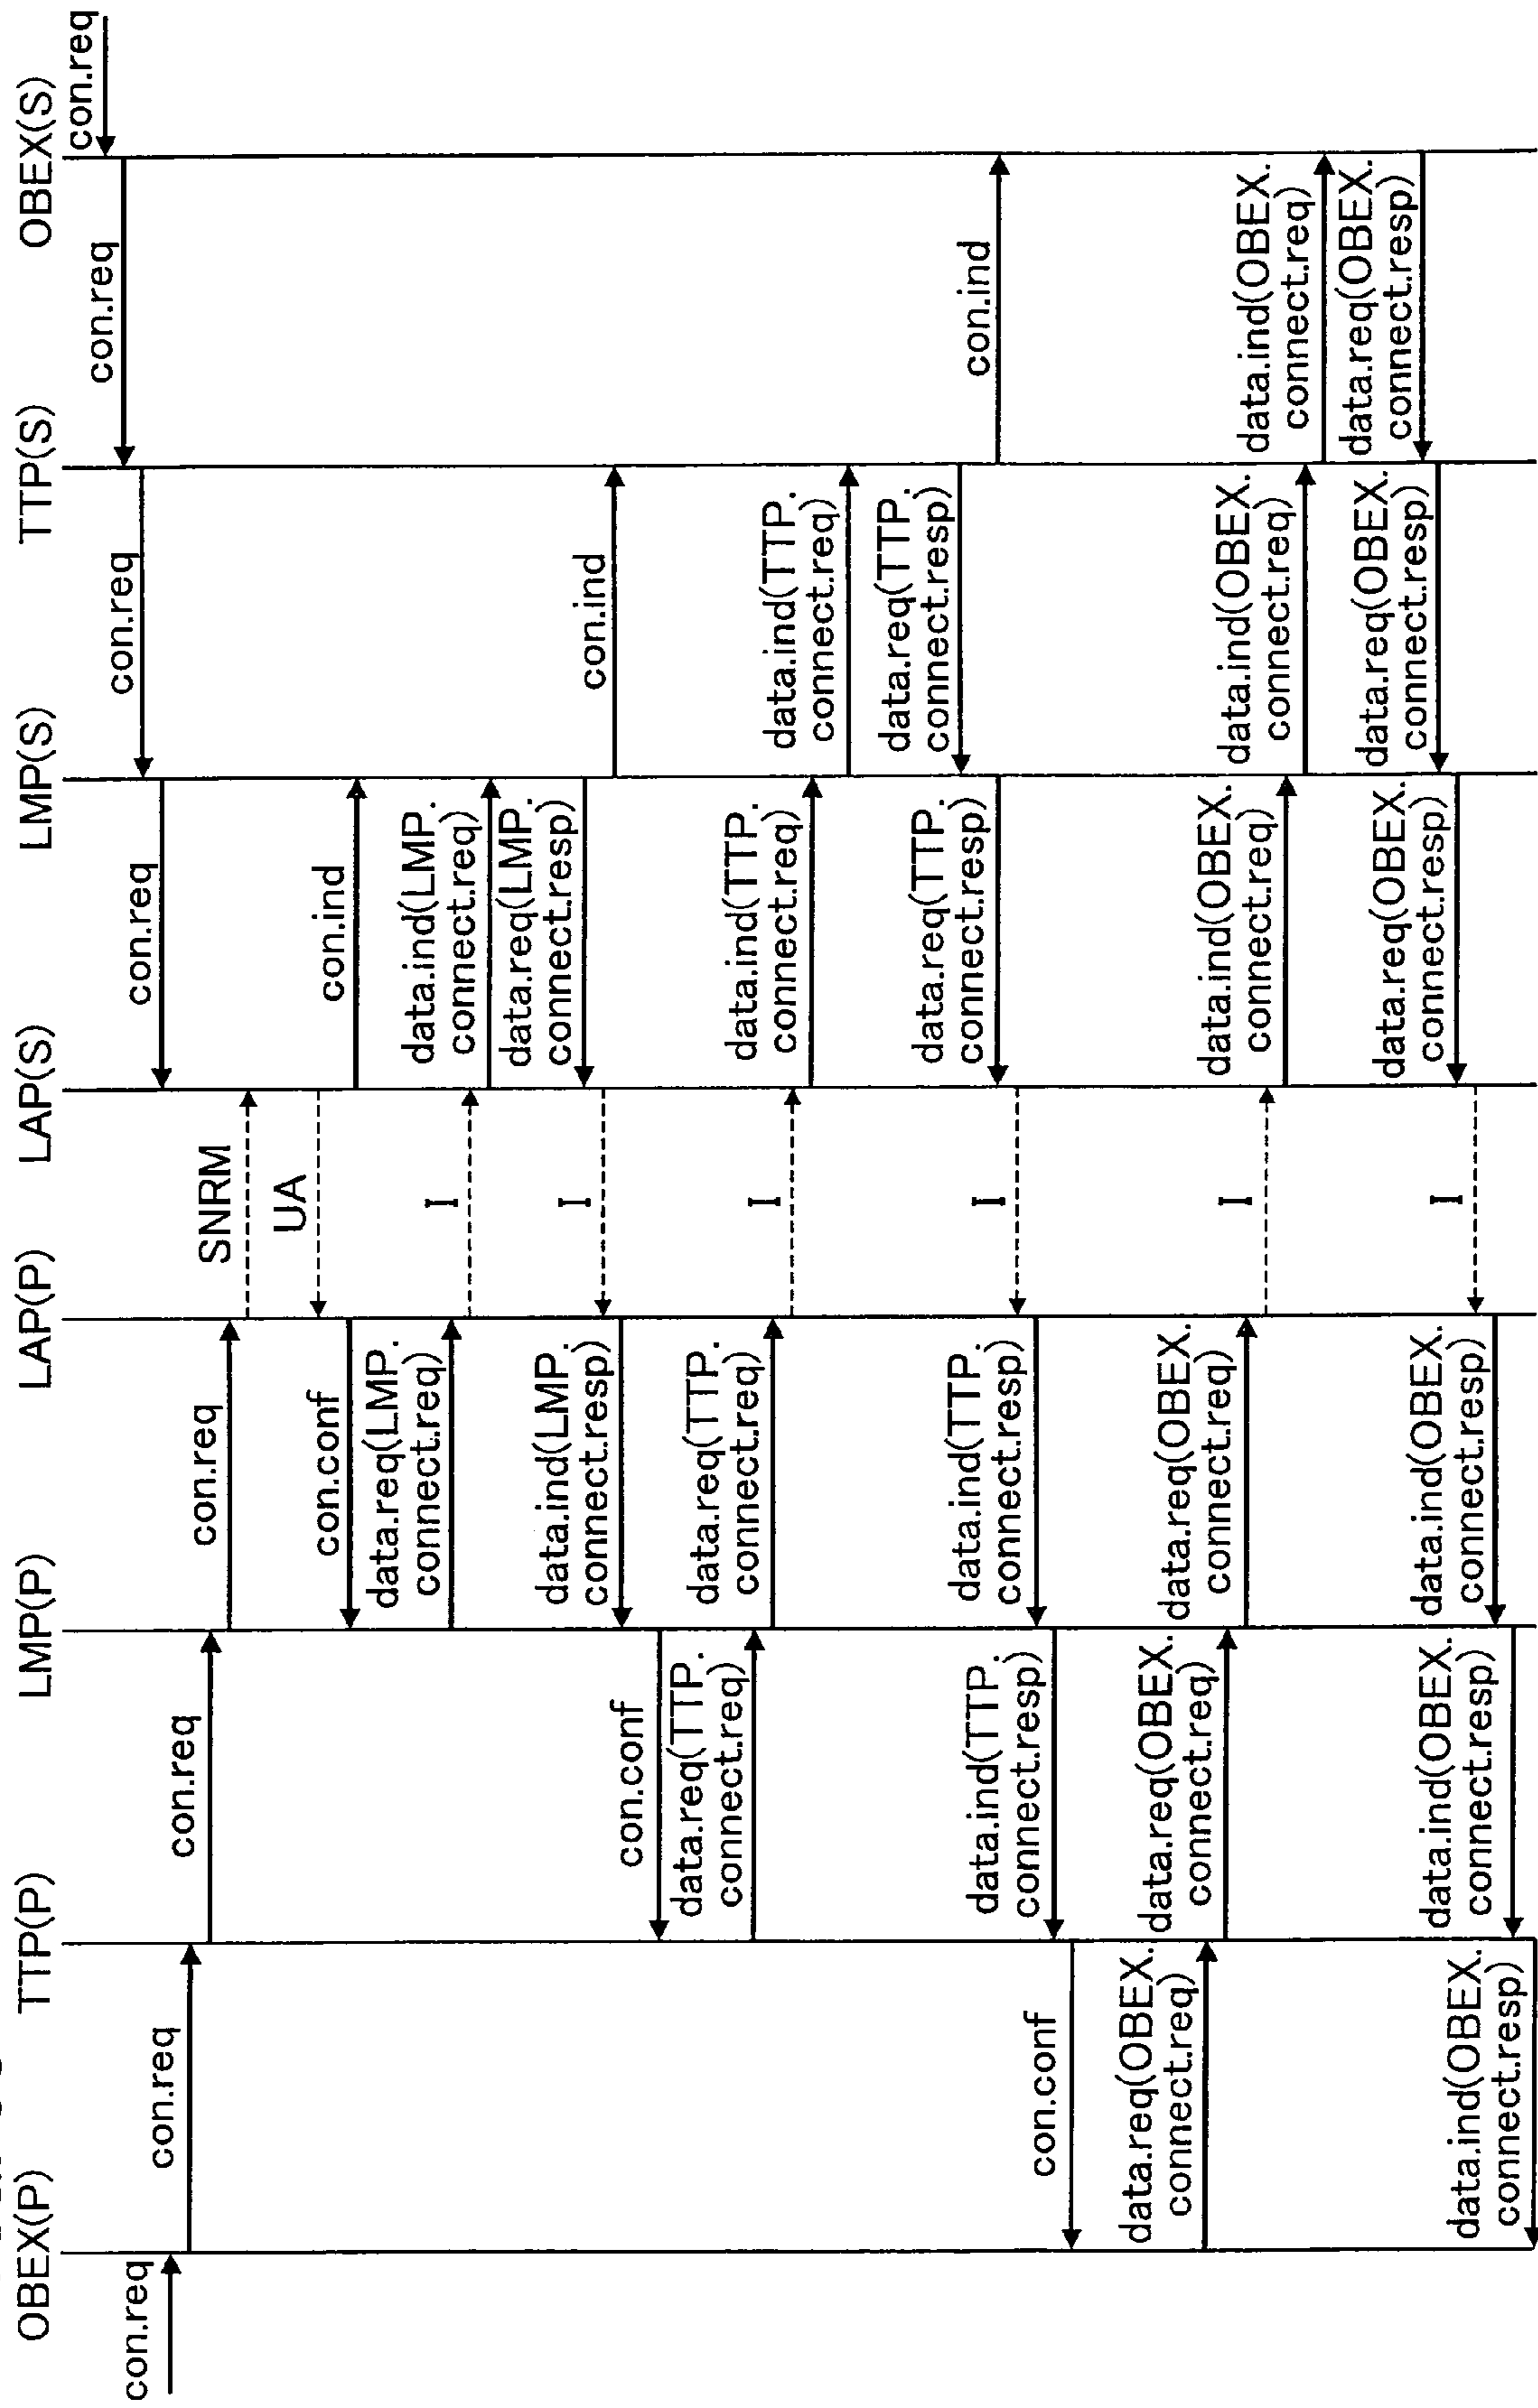 OBEX(P)
TTP(P)
LMP(P)
LAP(P)
LAP(S)
LMP(S)
TTP(S)
OBEX(S)
con.req
con.req
con.req
con.req
con.req
con.req
con.req
con.req
SNRM
UA
con.conf
con.ind
data.req(LMP.
connect.req)
I
data.ind(LMP.
connect.req)
data.req(LMP.
connect.resp)
I
data.ind(LMP.
connect.resp)
con.ind
con.conf
data.req(TTP.
connect.req)
data.req(TTP.
connect.req)
I
data.ind(TTP.
connect.req)
data.ind(TTP.
connect.req)
data.req(TTP.
connect.resp)
data.req(TTP.
connect.resp)
con.ind
I
data.ind(TTP.
connect.resp)
data.ind(TTP.
connect.resp)
con.conf
data.req(OBEX.
connect.req)
data.req(OBEX.
connect.req)
data.req(OBEX.
connect.req)
I
data.ind(OBEX.
connect.req)
data.ind(OBEX.
connect.req)
data.ind(OBEX.
connect.req)
data.req(OBEX.
connect.resp)
data.req(OBEX.
connect.resp)
data.req(OBEX.
connect.resp)
I
data.ind(OBEX.
connect.resp)
data.ind(OBEX.
connect.resp)
data.ind(OBEX.
connect.resp)